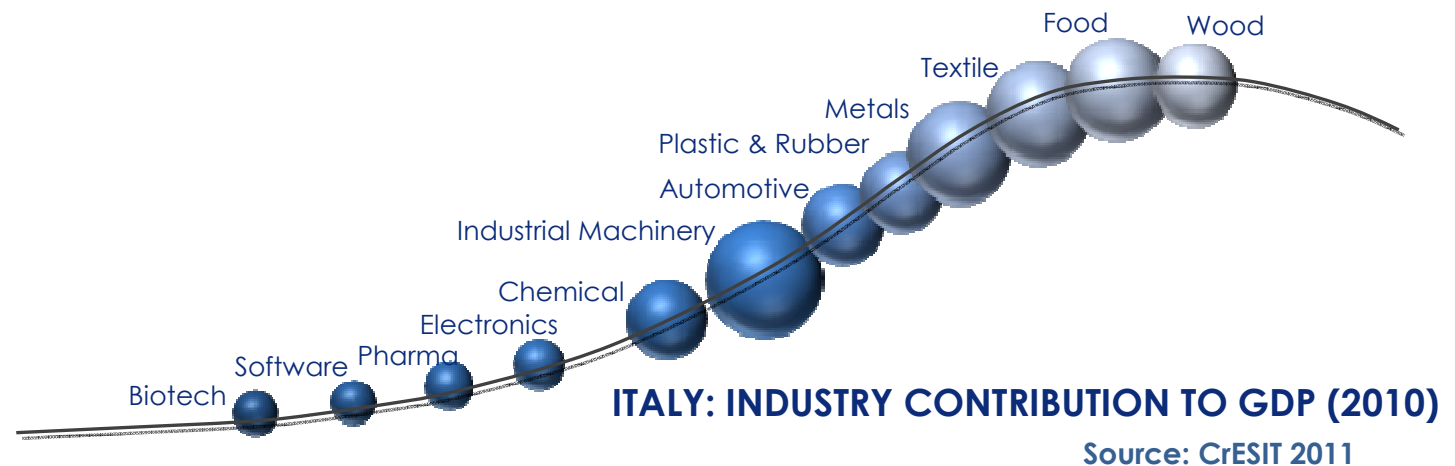 Food
Wood
Textile
Metals
Plastic & Rubber
Automotive
Industrial Machinery
Chemical
Electronics
Pharma
Software
Biotech
ITALY: INDUSTRY CONTRIBUTION TO GDP (2010)
Source: CrESIT 2011